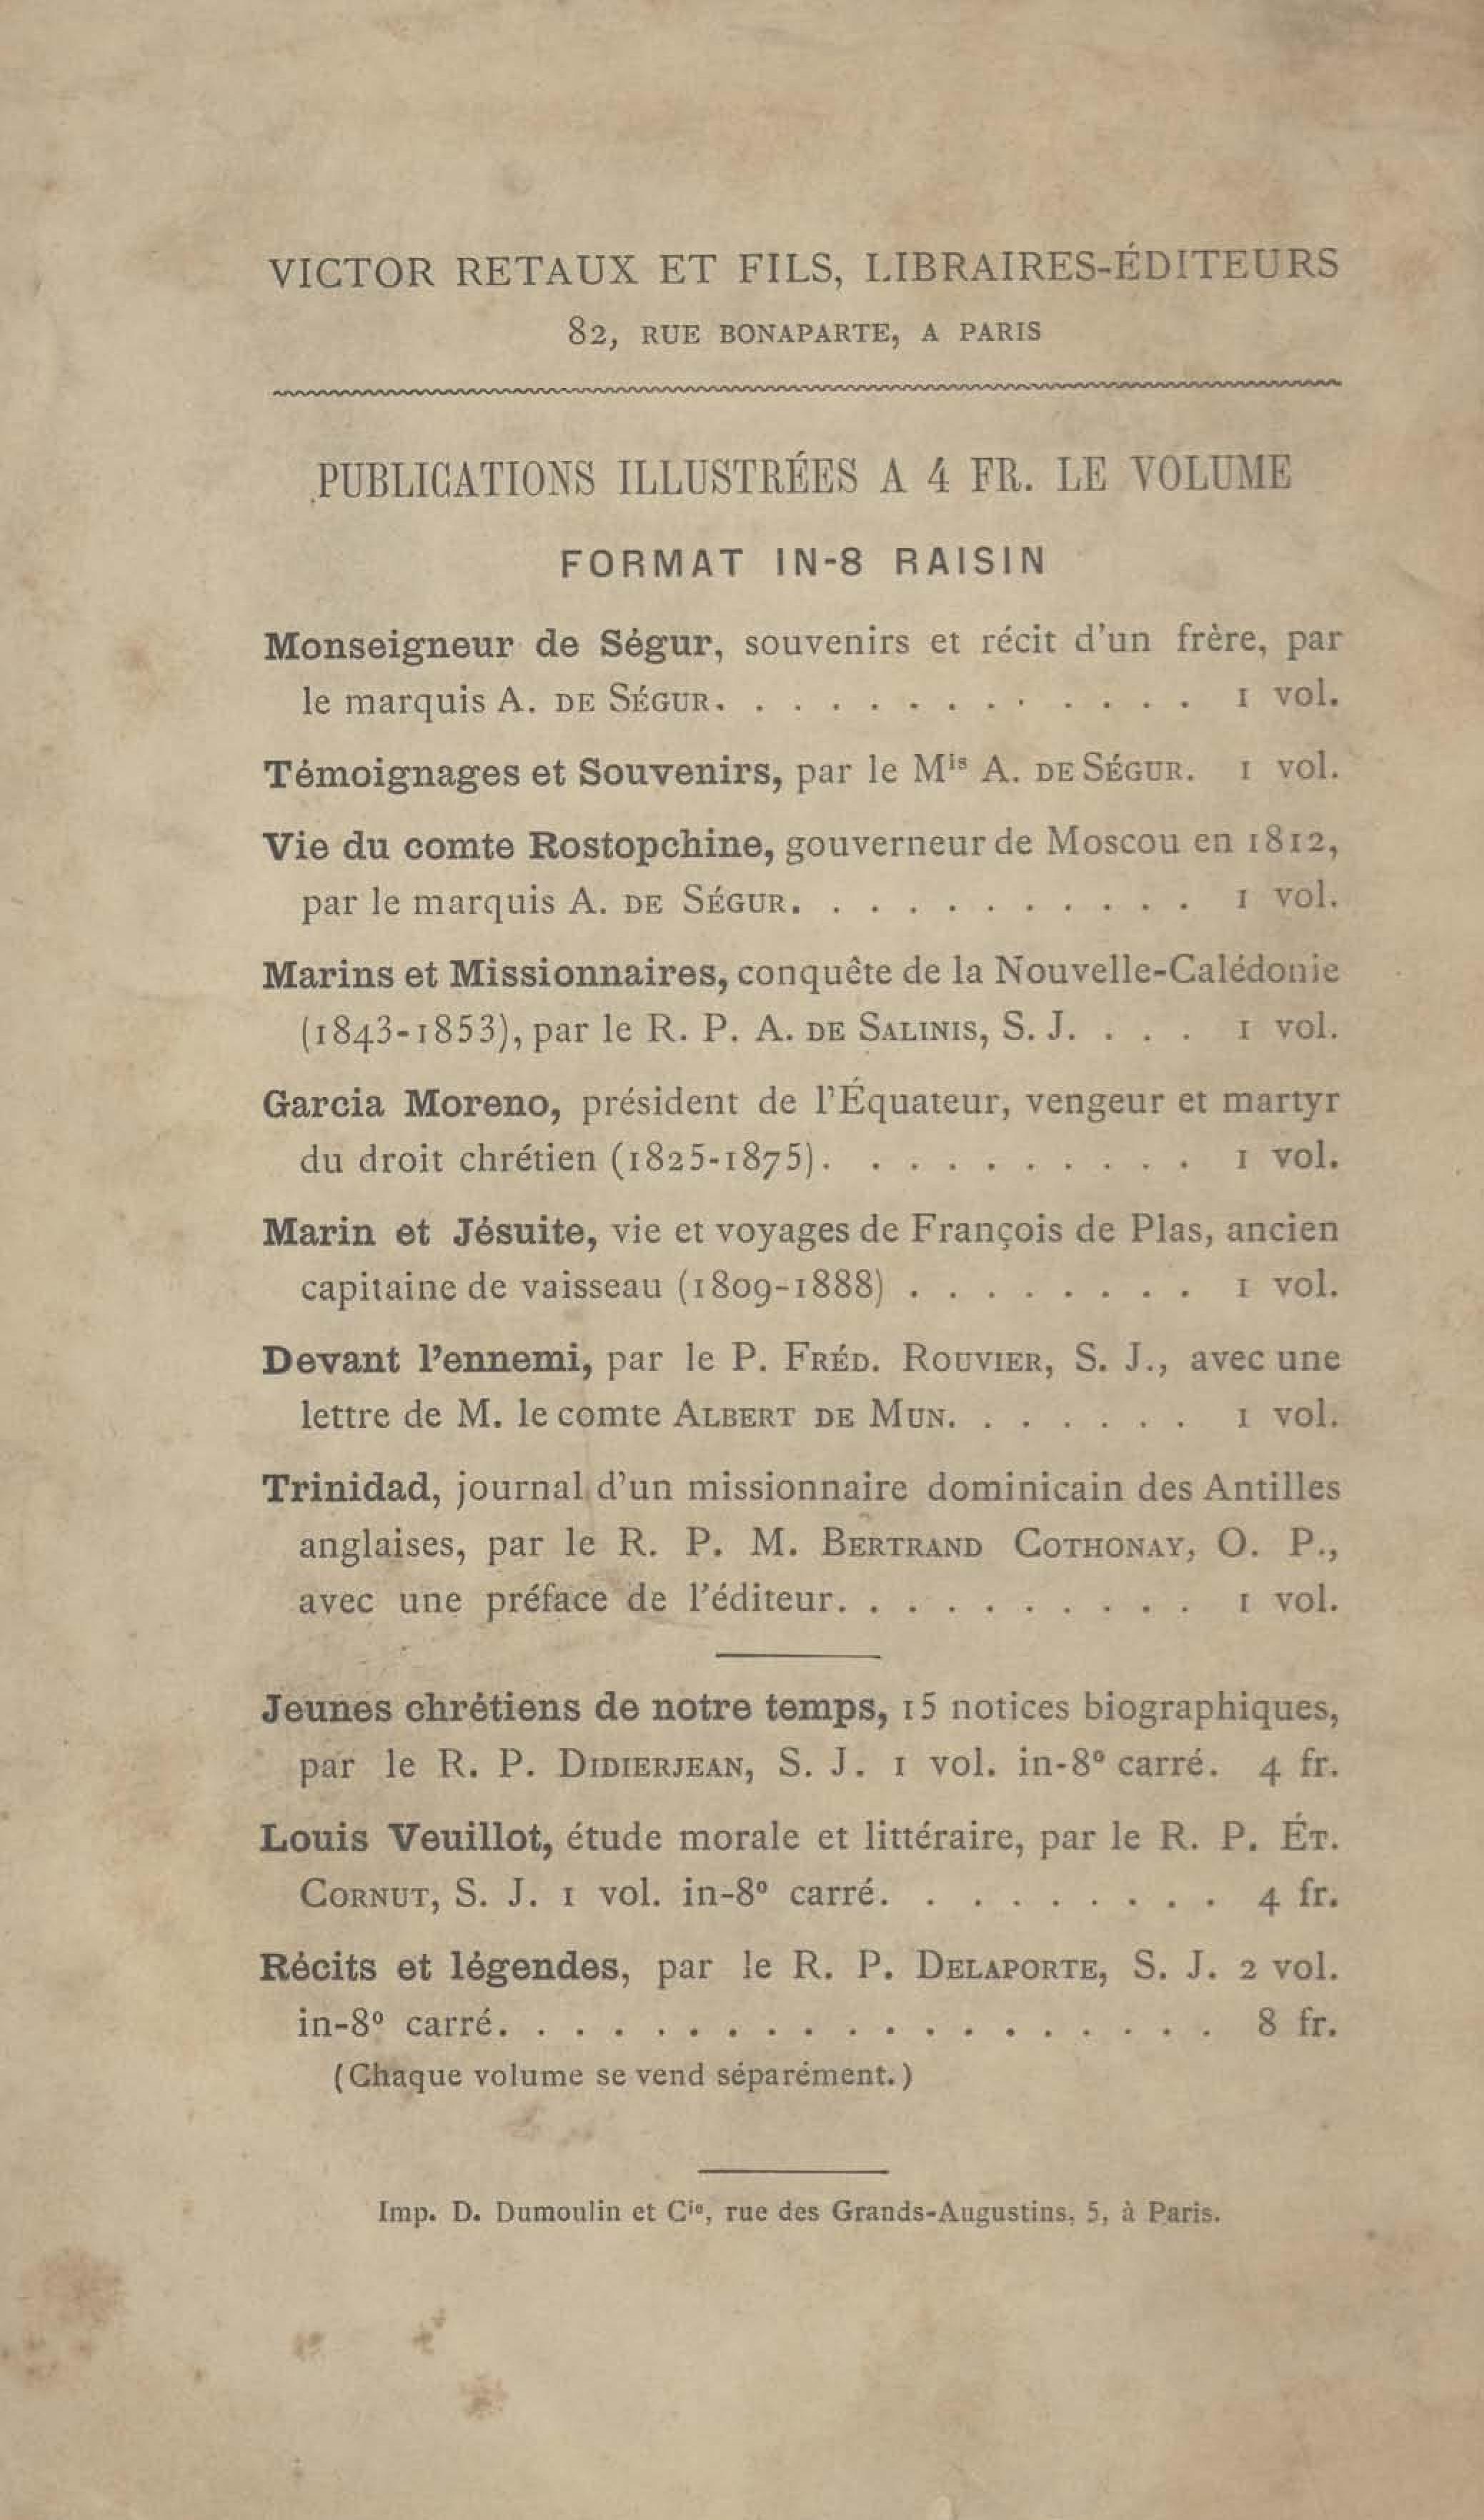 VICTOR RETAUX ET FILS, LIBRAIRES-ÉDITEURS
82, RUE BONAPARTE, A PARIS
PUBLICATIONS ILLUSTRÉES A 4 FR. LE VOLUME
FORMAT IN-8 RAISIN
Monseigneur de Ségur, souvenirs et récit d'un frère, par
le marquis A. DE SÉGUR. . . . . . . . . . . . . 1 vol.
Témoignages et Souvenirs, par le Mis A. DE SÉGUR. 1 vol.
Vie du comte Rostopchine, gouverneur de Moscou en 1812,
par le marquis A. DE SÉGUR. . . . . . . . . . . 1 vol.
Marins et Missionnaires, conquête de la Nouvelle-Calédonie
(1843-1853), par le R. P. A. DE SALINIS, S. J. . . . 1 vol.
Garcia Moreno, président de l'Équateur, vengeur et martyr
du droit chrétien (1825-1875). . . . . . . . . . 1 vol.
Marin et Jésuite, vie et voyages de François de Plas, ancien
capitaine de vaisseau (1809-1888) . . . . . . . . 1 vol.
Devant l'ennemi, par le P. FRÉD. ROUVIER, S. J., avec une
lettre de M. le comte ALBERT DE MUN. . . . . . . 1 vol.
Trinidad, journal d'un missionnaire dominicain des Antilles
anglaises, par le R. P. M. BERTRAND COTHONAY, O. P.,
avec une préface de l'éditeur. . . . . . . . . . 1 vol.
Jeunes chrétiens de notre temps, 15 notices biographiques,
par le R. P. DIDIERJEAN, S. J. 1 vol. in-8º carré. 4 fr.
Louis Veuillot, étude morale et littéraire, par le R. P. ÉT.
CORNUT, S. J. 1 vol. in-8º carré. . . . . . . . . 4 fr.
Récits et légendes, par le R. P. DELAPORTE, S. J. 2 vol.
in-8º carré. . . . . . . . . . . . . . . . . . . 8 fr.
(Chaque volume se vend séparément.)
Imp. D. Dumoulin et Cie, rue des Grands-Augustins, 5, à Paris.